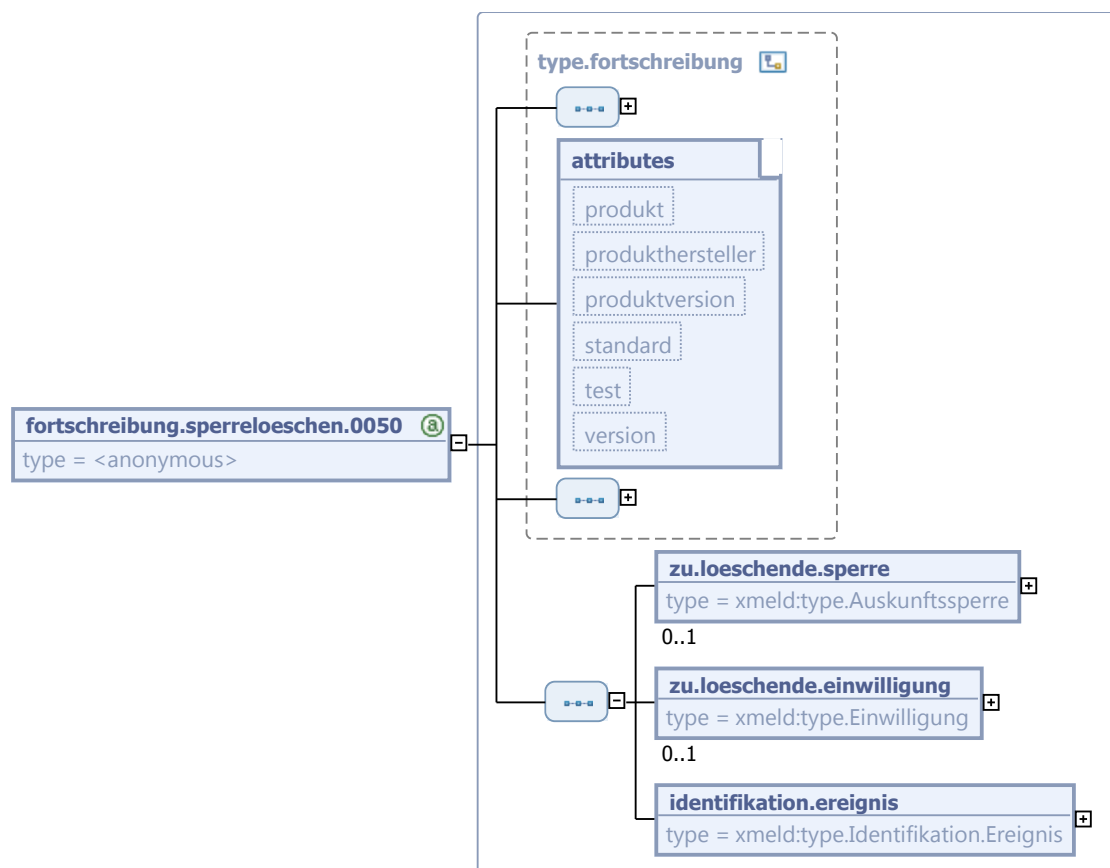 type.fortschreibung
attributes
produkt
produkthersteller
produktversion
standard
test
version
fortschreibung.sperreloeschen.0050 a
type = <anonymous>
zu.loeschende.sperre
type = xmeld:type.Auskunftssperre
0..1
zu.loeschende.einwilligung
type = xmeld:type.Einwilligung
0..1
identifikation.ereignis
type = xmeld:type.Identifikation.Ereignis